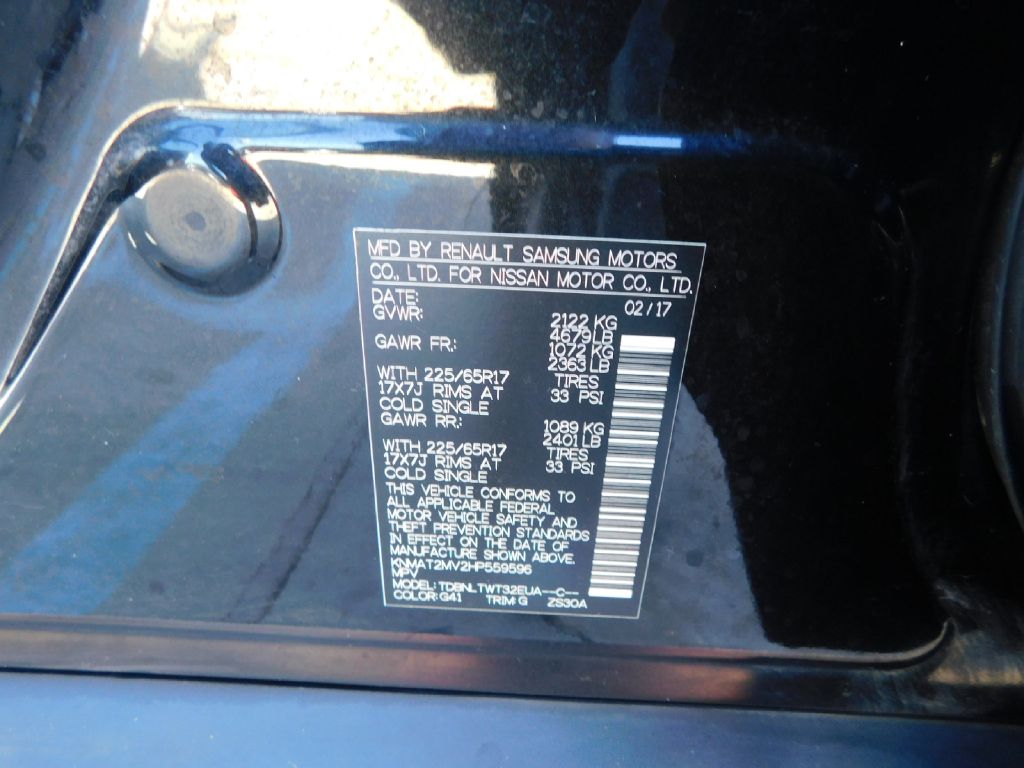 MFD BY RENAULT SAMSUNG MOTORS
CO., LTD. FOR NISSAN MOTOR CO., LTD.
DATE: 02/17
GVWR: 2122 KG
4679 LB
GAWR FR.: 1072 KG
2363 LB
WITH 225/65R17 TIRES
17X7J RIMS AT 33 PSI
COLD SINGLE
GAWR RR.: 1089 KG
2401 LB
WITH 225/65R17 TIRES
17X7J RIMS AT 33 PSI
COLD SINGLE
THIS VEHICLE CONFORMS TO
ALL APPLICABLE FEDERAL
MOTOR VEHICLE SAFETY AND
THEFT PREVENTION STANDARDS
IN EFFECT ON THE DATE OF
MANUFACTURE SHOWN ABOVE.
KNMAT2MV2HP559596
MPV
MODEL: TDBNLTWT32EUA--C--
COLOR: G41 TRIM: G ZS30A